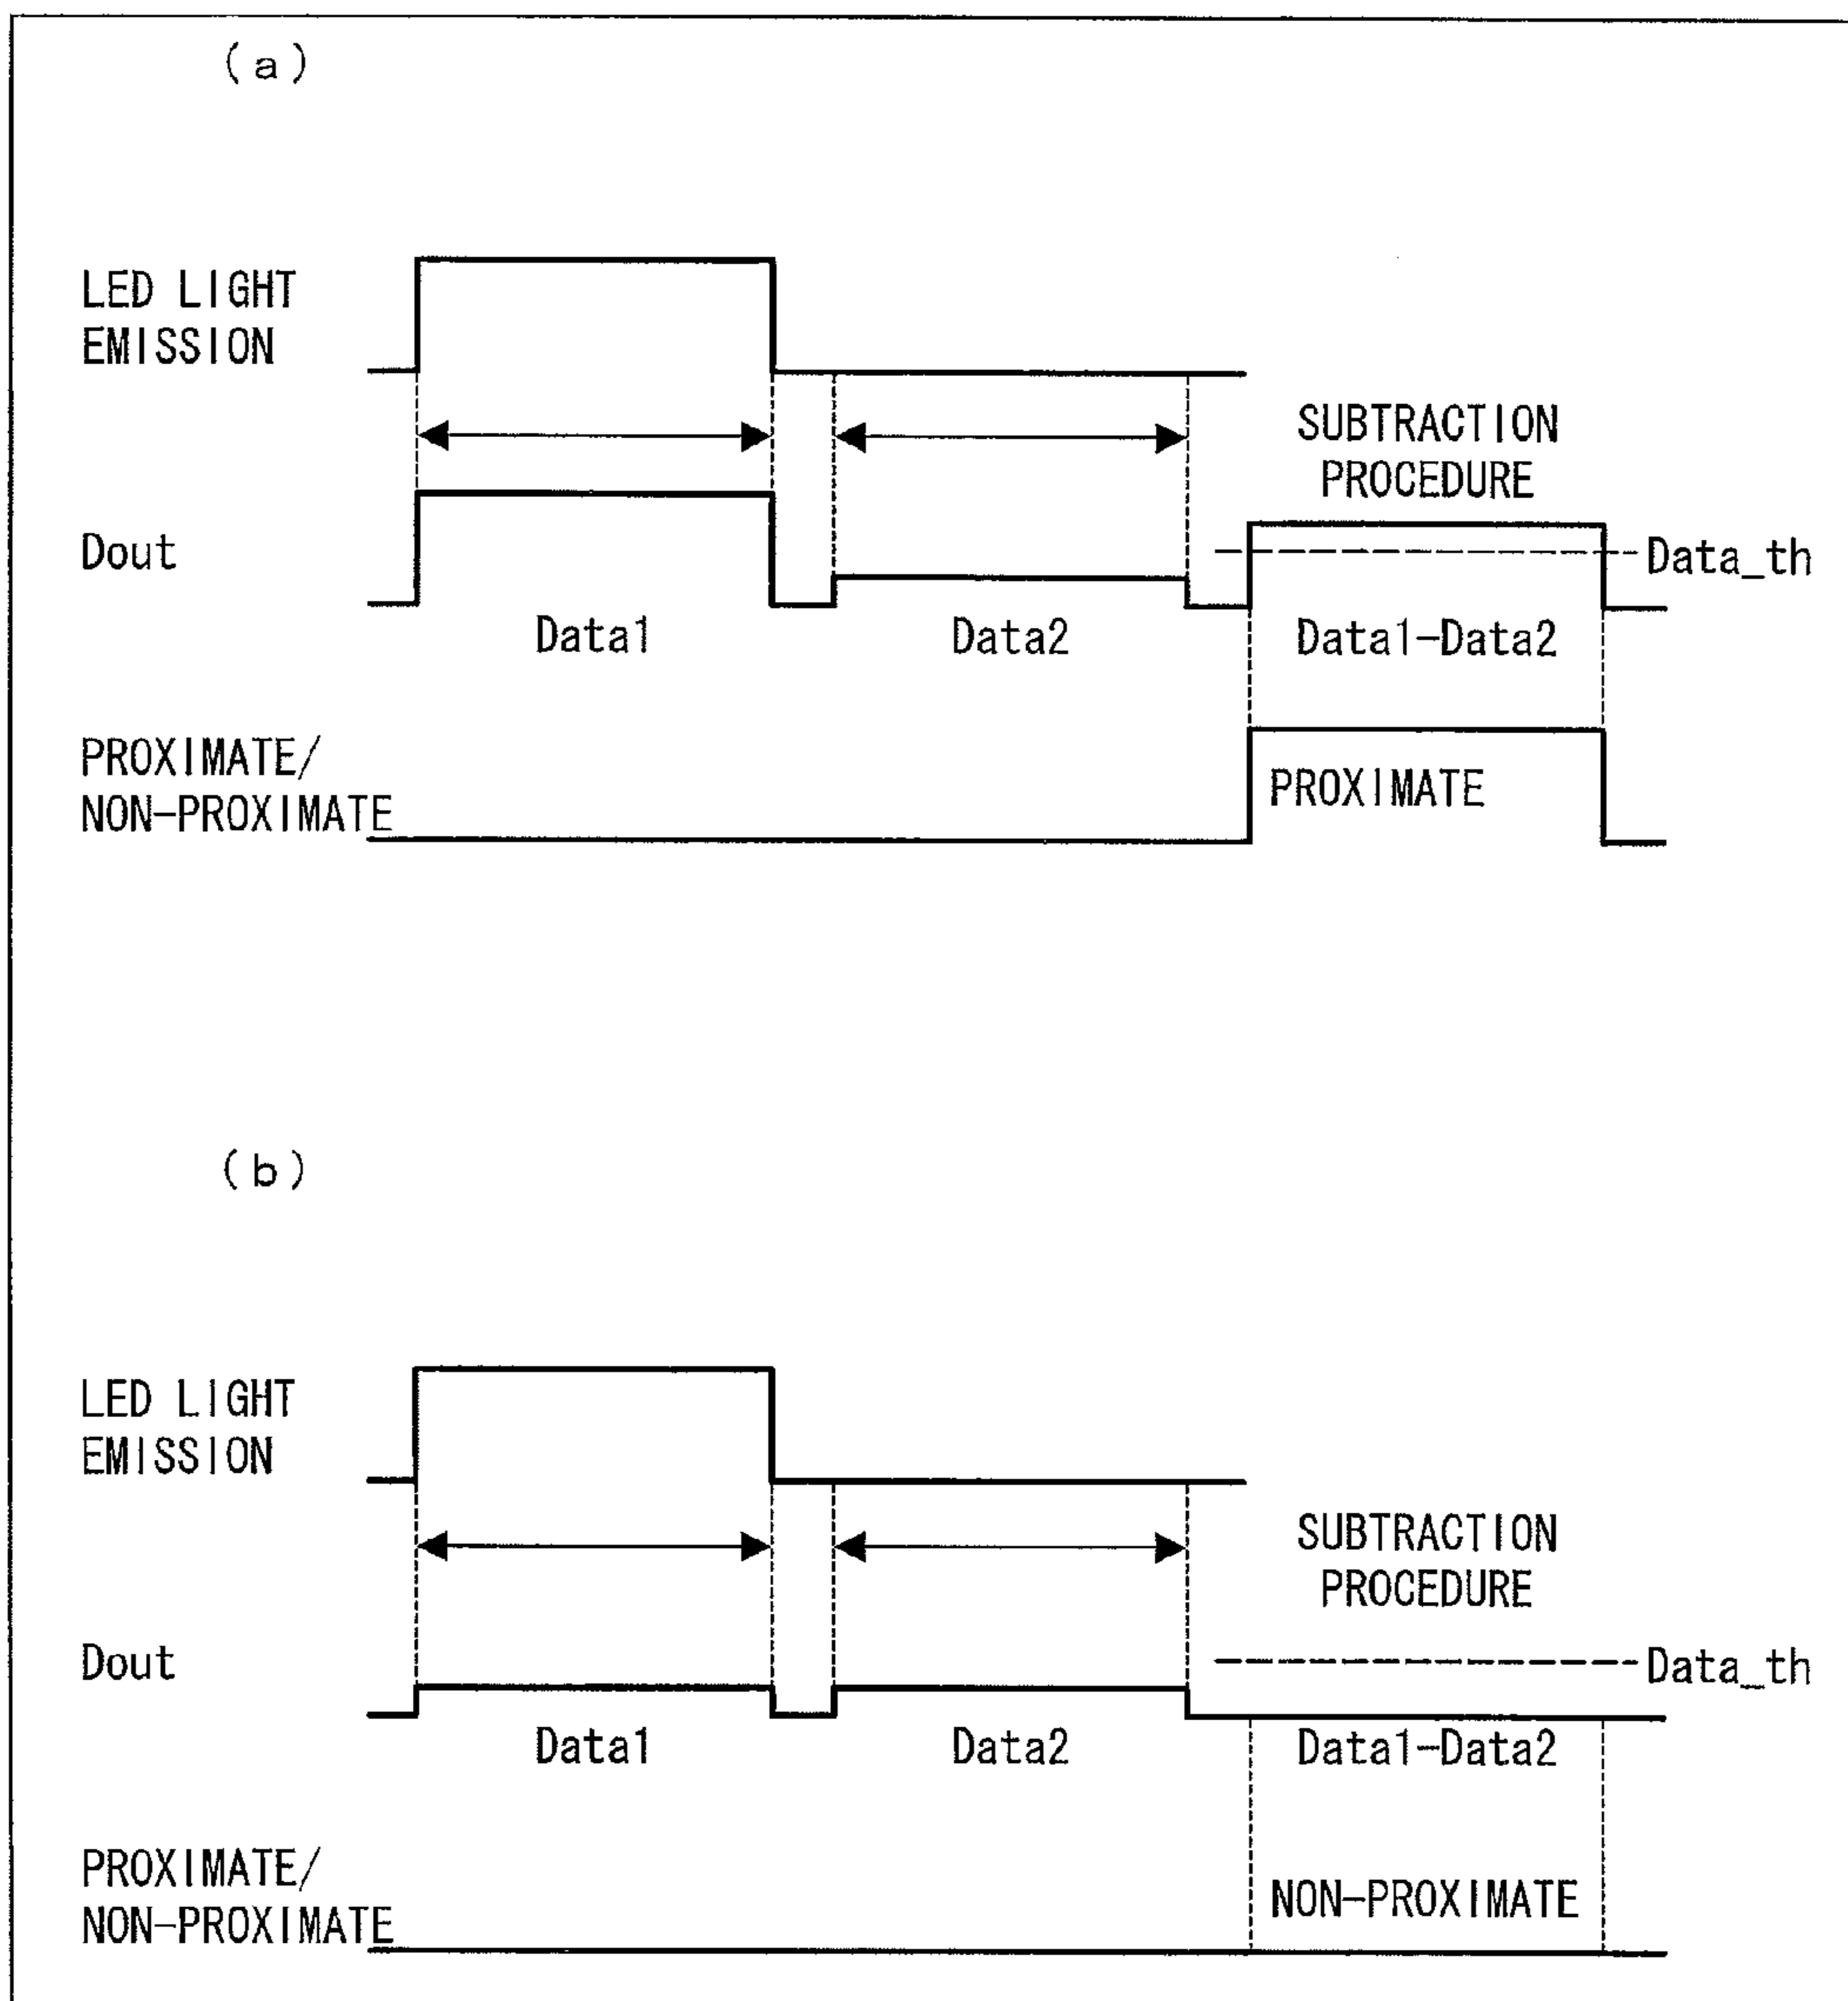 (a)
LED LIGHT
EMISSION
SUBTRACTION
PROCEDURE
Dout
Data_th
Data1
Data2
Data1-Data2
PROXIMATE/
NON-PROXIMATE
PROXIMATE
(b)
LED LIGHT
EMISSION
SUBTRACTION
PROCEDURE
Dout
Data_th
Data1
Data2
Data1-Data2
PROXIMATE/
NON-PROXIMATE
NON-PROXIMATE